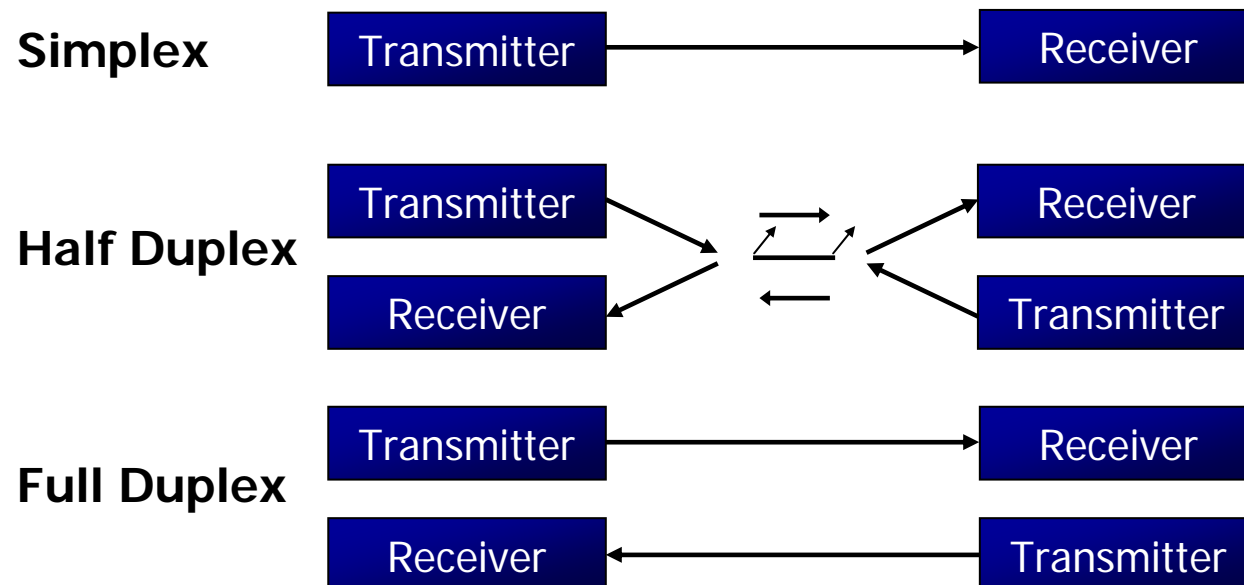 Simplex
Transmitter
Receiver
Half Duplex
Transmitter
Receiver
Receiver
Transmitter
Full Duplex
Transmitter
Receiver
Receiver
Transmitter